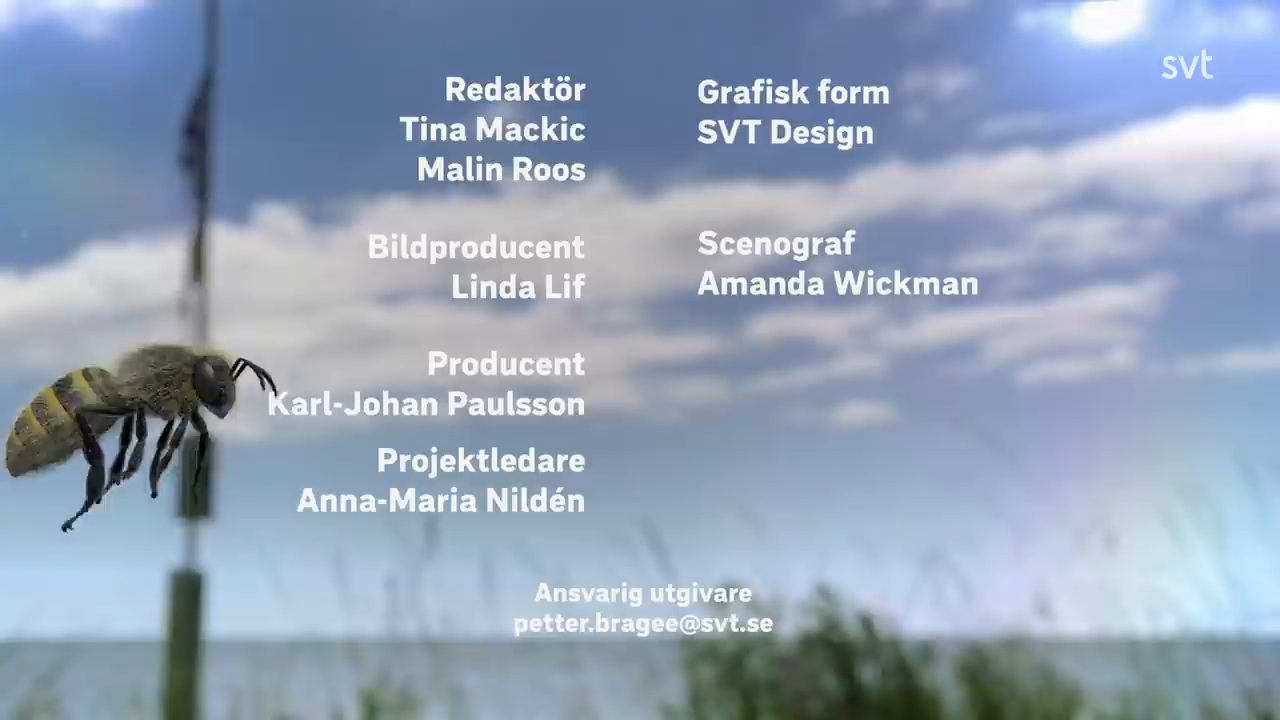 svt
Redaktör
Tina Mackic
Malin Roos
Grafisk form
SVT Design
Bildproducent
Linda Lif
Scenograf
Amanda Wickman
Producent
Karl-Johan Paulsson
Projektledare
Anna-Maria Nildén
Ansvarig utgivare
petter.bragee@svt.se